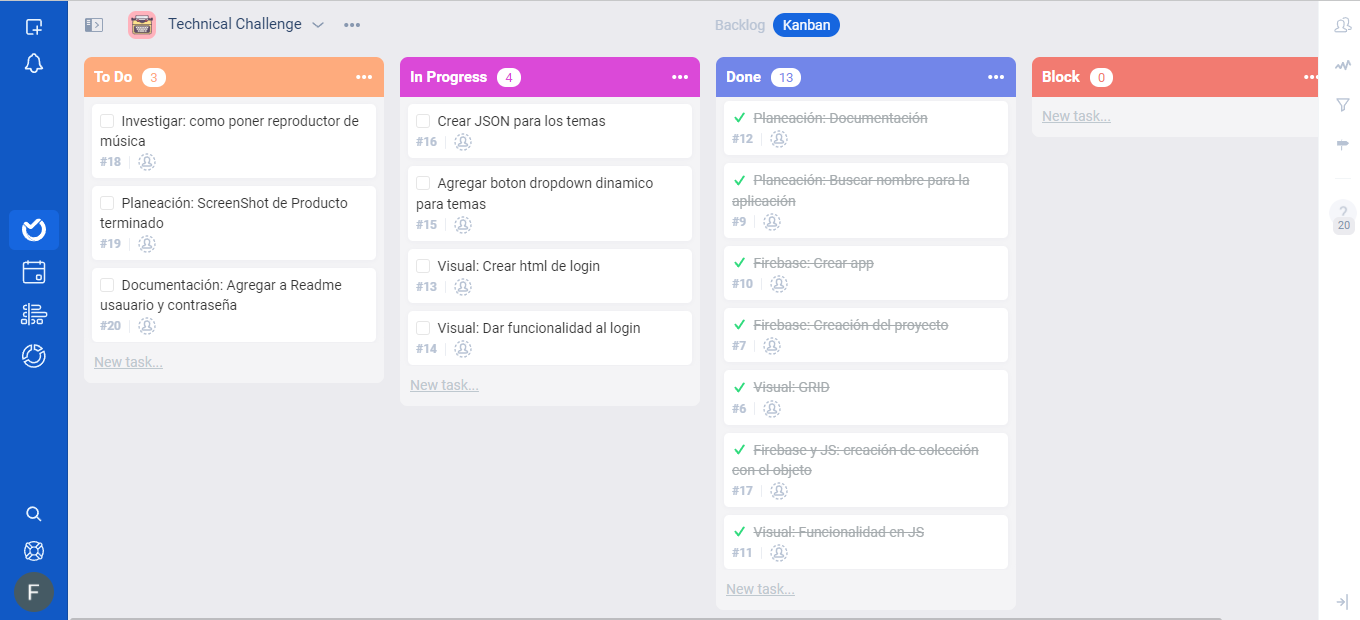 Technical Challenge
Backlog
Kanban
To Do 3
Investigar: como poner reproductor de
música
#18
Planeación: ScreenShot de Producto
terminado
#19
Documentación: Agregar a Readme
usauario y contraseña
#20
New task...
In Progress 4
Crear JSON para los temas
#16
Agregar boton dropdown dinamico
para temas
#15
Visual: Crear html de login
#13
Visual: Dar funcionalidad al login
#14
New task...
Done 13
Planeación: Documentación
#12
Planeación: Buscar nombre para la
aplicación
#9
Firebase: Crear app
#10
Firebase: Creación del proyecto
#7
Visual: GRID
#6
Firebase y JS: creación de colección
con el objeto
#17
Visual: Funcionalidad en JS
#11
New task...
Block 0
New task...
?
20
F